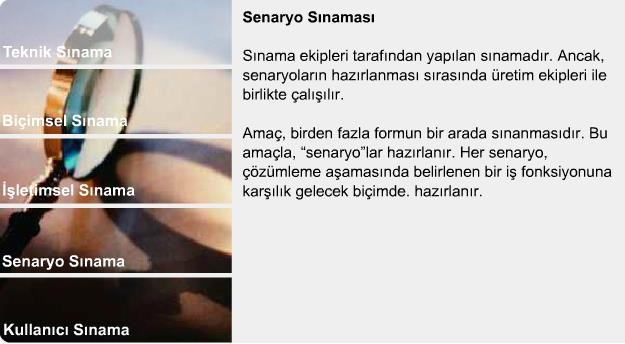 Teknik Sınama
Biçimsel Sınama
İşletimsel Sınama
Senaryo Sınama
Kullanıcı Sınama
Senaryo Sınaması
Sınama ekipleri tarafından yapılan sınamadır. Ancak,
senaryoların hazırlanması sırasında üretim ekipleri ile
birlikte çalışılır.
Amaç, birden fazla formun bir arada sınanmasıdır. Bu
amaçla, “senaryo”lar hazırlanır. Her senaryo,
çözümleme aşamasında belirlenen bir iş fonksiyonuna
karşılık gelecek biçimde. hazırlanır.